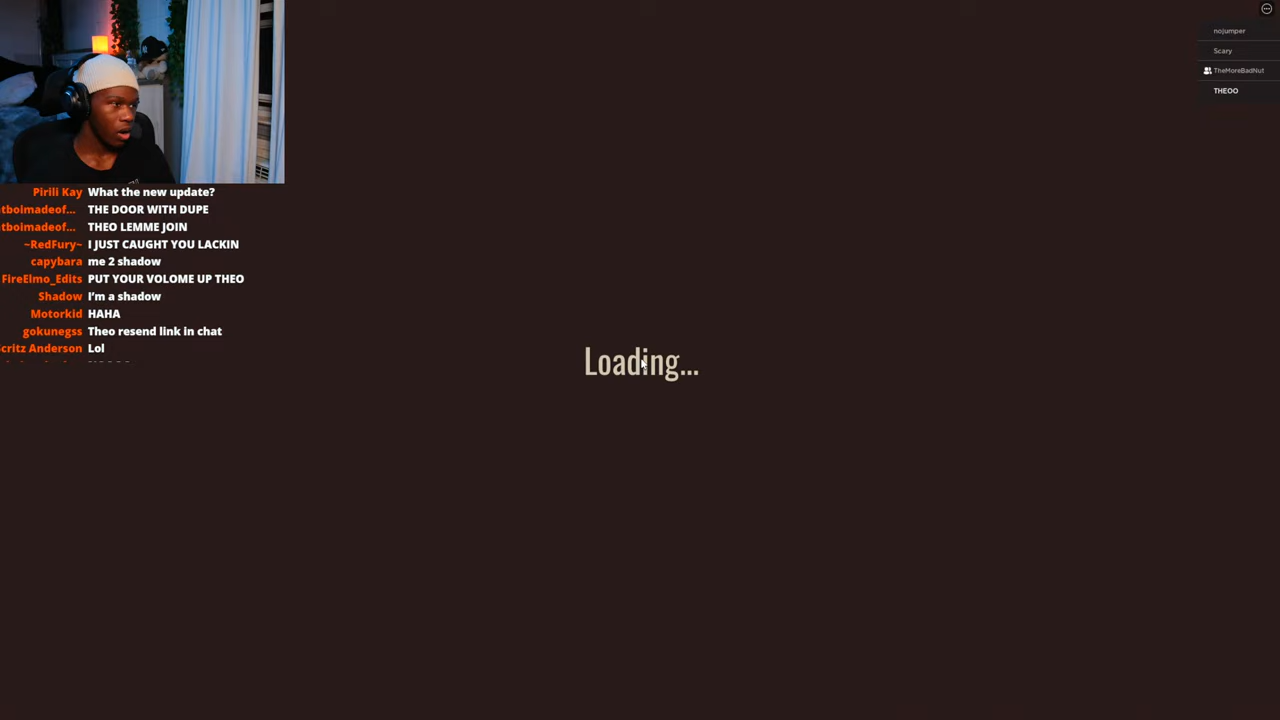 nojumper
Scary
TheMoreBadNut
THEOO
Pirili Kay What the new update?
tboimadeof... THE DOOR WITH DUPE
tboimadeof... THEO LEMME JOIN
~RedFury~ I JUST CAUGHT YOU LACKIN
capybara me 2 shadow
FireElmo_Edits PUT YOUR VOLOME UP THEO
Shadow I'm a shadow
Motorkid HAHA
gokunegss Theo resend link in chat
critz Anderson Lol
Loading...